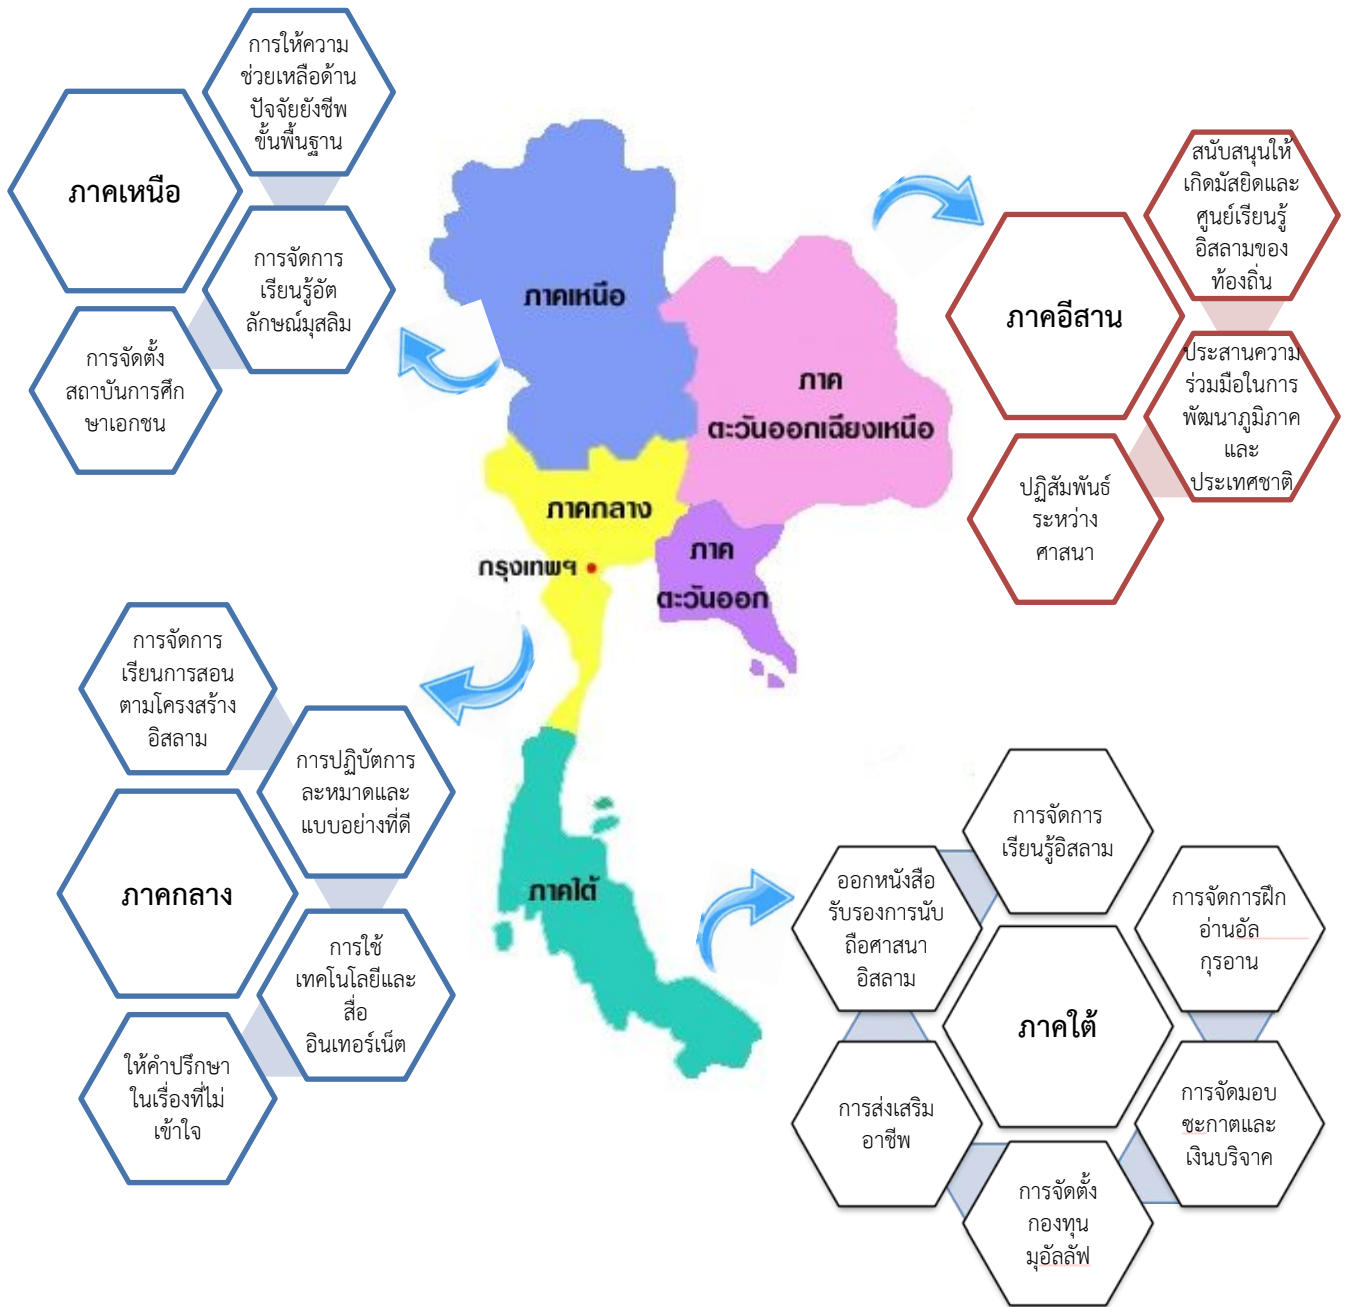 การให้ความ
ช่วยเหลือด้าน
ปัจจัยยังชีพ
ขั้นพื้นฐาน
ภาคเหนือ
การจัดการ
เรียนรู้อัต
ลักษณ์มุสลิม
การจัดตั้ง
สถาบันการศึก
ษาเอกชน
ภาคเหนือ
ภาค
ตะวันออกเฉียงเหนือ
ภาคกลาง
กรุงเทพฯ
ภาค
ตะวันออก
ภาคใต้
สนับสนุนให้
เกิดมัสยิดและ
ศูนย์เรียนรู้
อิสลามของ
ท้องถิ่น
ภาคอีสาน
ประสานความ
ร่วมมือในการ
พัฒนาภูมิภาค
และ
ประเทศชาติ
ปฏิสัมพันธ์
ระหว่าง
ศาสนา
การจัดการ
เรียนการสอน
ตามโครงสร้าง
อิสลาม
การปฏิบัตการ
ละหมาดและ
แบบอย่างที่ดี
ภาคกลาง
การใช้
เทคโนโลยีและ
สื่อ
อินเทอร์เน็ต
ให้คำปรึกษา
ในเรื่องที่ไม่
เข้าใจ
การจัดการ
เรียนรู้อิสลาม
ออกหนังสือ
รับรองการนับ
ถือศาสนา
อิสลาม
การจัดการฝึก
อ่านอัล
กุรอาน
ภาคใต้
การส่งเสริม
อาชีพ
การจัดมอบ
ซะกาตและ
เงินบริจาค
การจัดตั้ง
กองทุน
มุอัลลัฟ